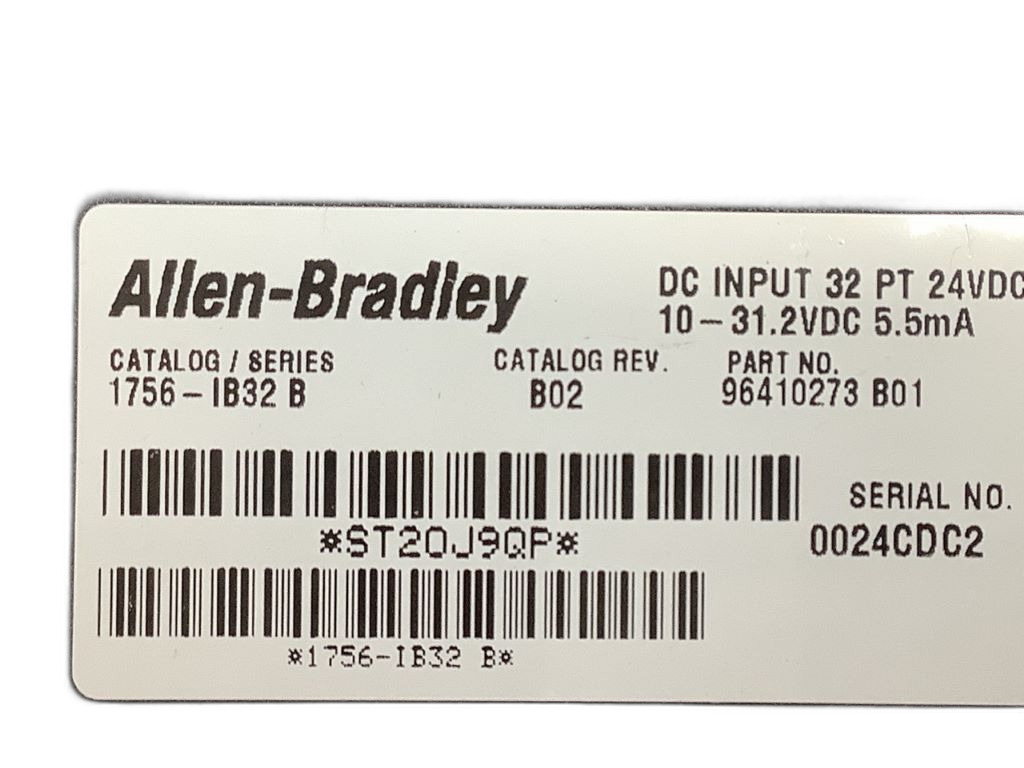 Allen-Bradley
DC INPUT 32 PT 24VDC
10-31.2VDC 5.5mA
CATALOG / SERIES
1756-IB32 B
CATALOG REV.
B02
PART NO.
96410273 B01
*ST20J9QP*
SERIAL NO.
0024CDC2
*1756-IB32 B*